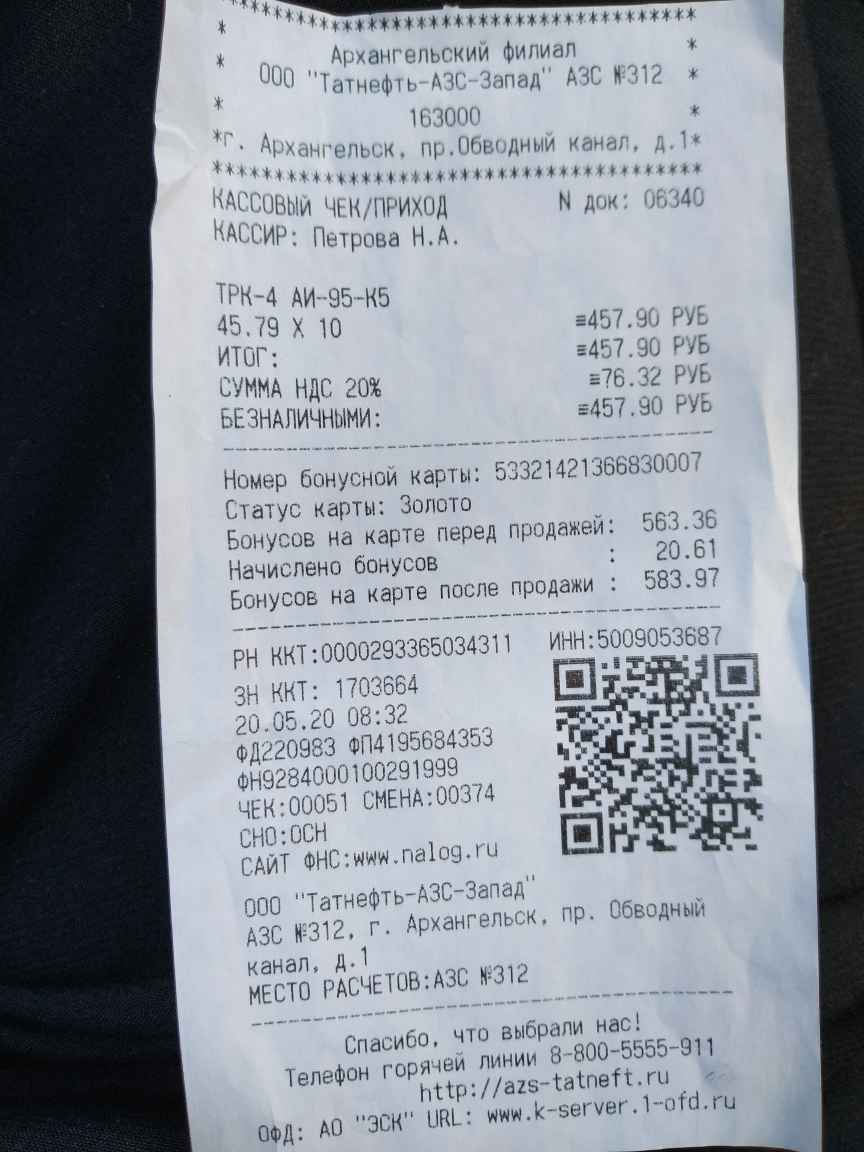 ****************************************
* Архангельский филиал *
* ООО "Татнефть-АЗС-Запад" АЗС №312 *
* 163000 *
*г. Архангельск, пр.Обводный канал, д.1*
****************************************
КАССОВЫЙ ЧЕК/ПРИХОД N док: 06340
КАССИР: Петрова Н.А.
ТРК-4 АИ-95-К5
45.79 X 10 ≡457.90 РУБ
ИТОГ: ≡457.90 РУБ
СУММА НДС 20% ≡76.32 РУБ
БЕЗНАЛИЧНЫМИ: ≡457.90 РУБ
----------------------------------------
Номер бонусной карты: 53321421366830007
Статус карты: Золото
Бонусов на карте перед продажей: 563.36
Начислено бонусов : 20.61
Бонусов на карте после продажи : 583.97
----------------------------------------
РН ККТ:0000293365034311 ИНН:5009053687
ЗН ККТ: 1703664
20.05.20 08:32
ФД220983 ФП4195684353
ФН9284000100291999
ЧЕК:00051 СМЕНА:00374
СНО:ОСН
САЙТ ФНС:www.nalog.ru
ООО "Татнефть-АЗС-Запад"
АЗС №312, г. Архангельск, пр. Обводный
канал, д.1
МЕСТО РАСЧЕТОВ:АЗС №312
----------------------------------------
Спасибо, что выбрали нас!
Телефон горячей линии 8-800-5555-911
http://azs-tatneft.ru
ОФД: АО "ЭСК" URL: www.k-server.1-ofd.ru